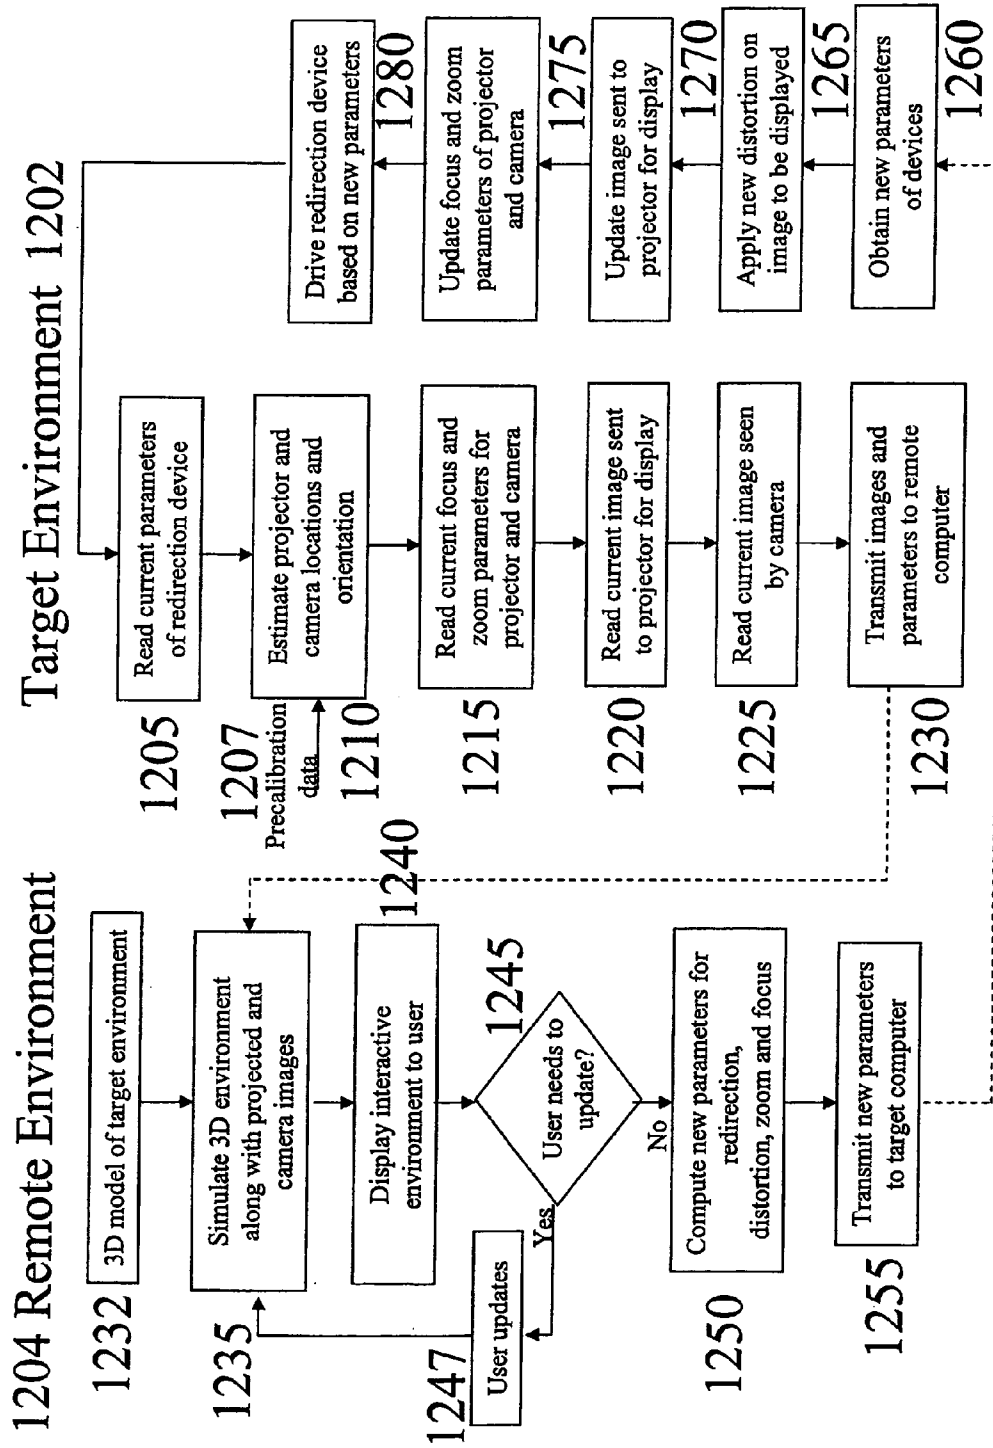 1204 Remote Environment
1232
3D model of target environment
1235
Simulate 3D environment
along with projected and
camera images
1240
Display interactive
environment to user
1245
User needs to
update?
Yes
No
1247
User updates
1250
Compute new parameters for
redirection,
distortion, zoom and focus
1255
Transmit new parameters
to target computer
Target Environment 1202
1205
Read current parameters
of redirection device
1207
Precalibration
data
1210
Estimate projector and
camera locations and
orientation
1215
Read current focus and
zoom parameters for
projector and camera
1220
Read current image sent
to projector for display
1225
Read current image seen
by camera
1230
Transmit images and
parameters to remote
computer
Drive redirection device
based on new parameters
1280
Update focus and zoom
parameters of projector
and camera
1275
Update image sent to
projector for display
1270
Apply new distortion on
image to be displayed
1265
Obtain new parameters
of devices
1260